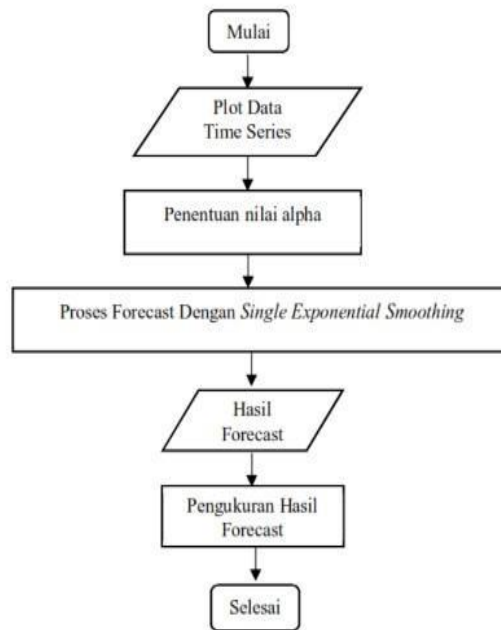 Mulai
Plot Data
Time Series
Penentuan nilai alpha
Proses Forecast Dengan Single Exponential Smoothing
Hasil
Forecast
Pengukuran Hasil
Forecast
Selesai